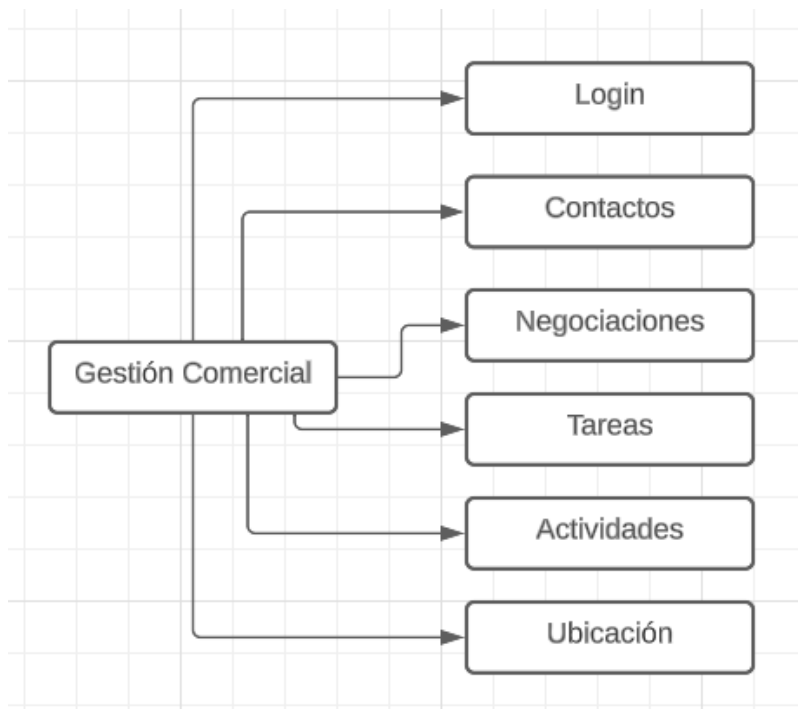 Login
Contactos
Negociaciones
Gestión Comercial
Tareas
Actividades
Ubicación